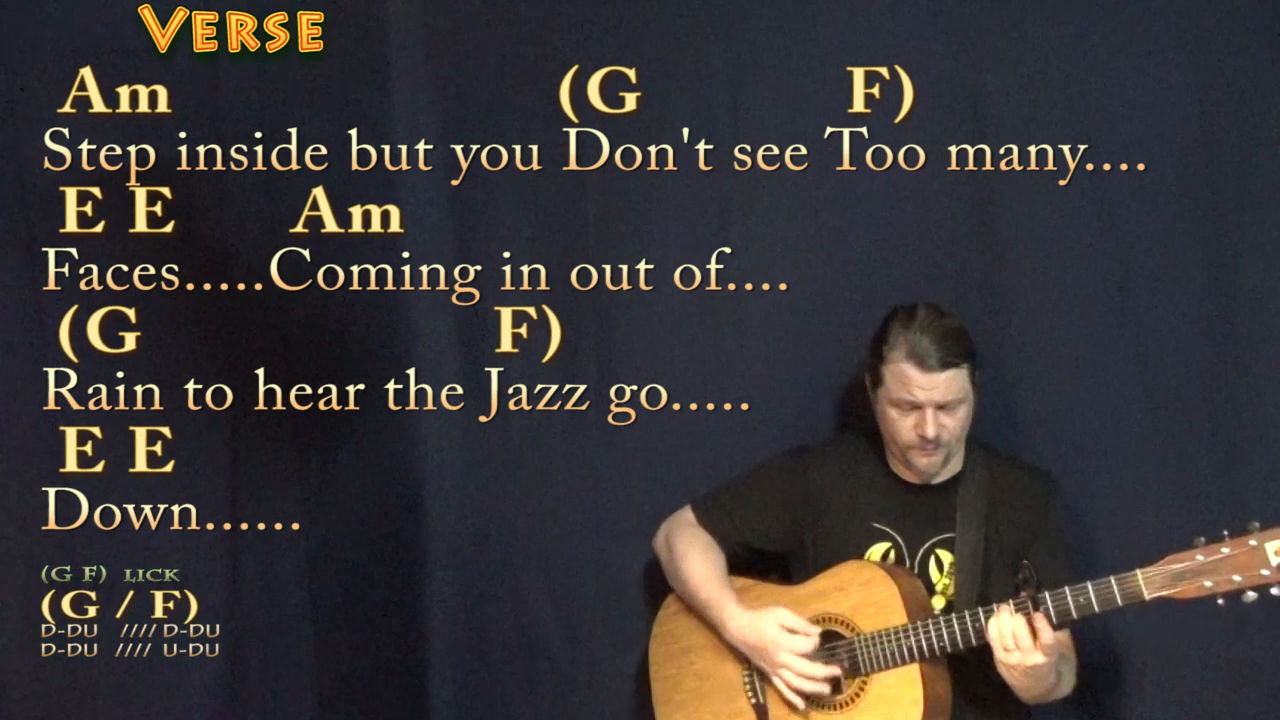 VERSE
Am (G F)
Step inside but you Don't see Too many....
E E Am
Faces.....Coming in out of....
(G F)
Rain to hear the Jazz go.....
E E
Down......
(G F) LICK
(G / F)
D-DU //// D-DU
D-DU //// U-DU